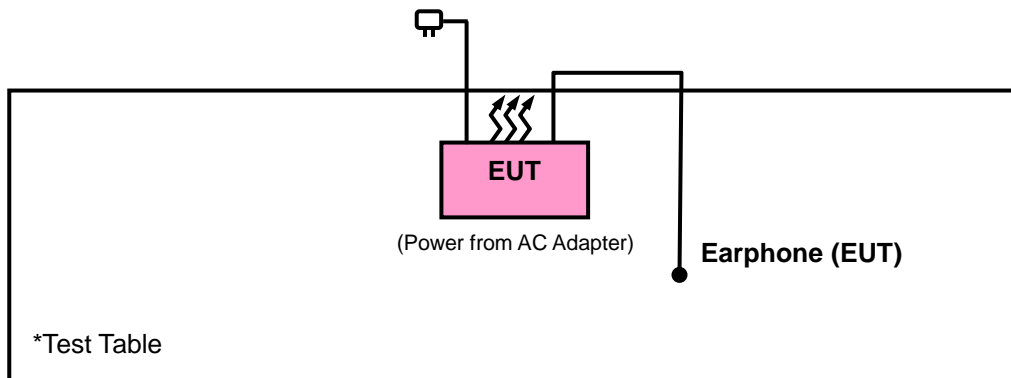 EUT
(Power from AC Adapter)
Earphone (EUT)
*Test Table